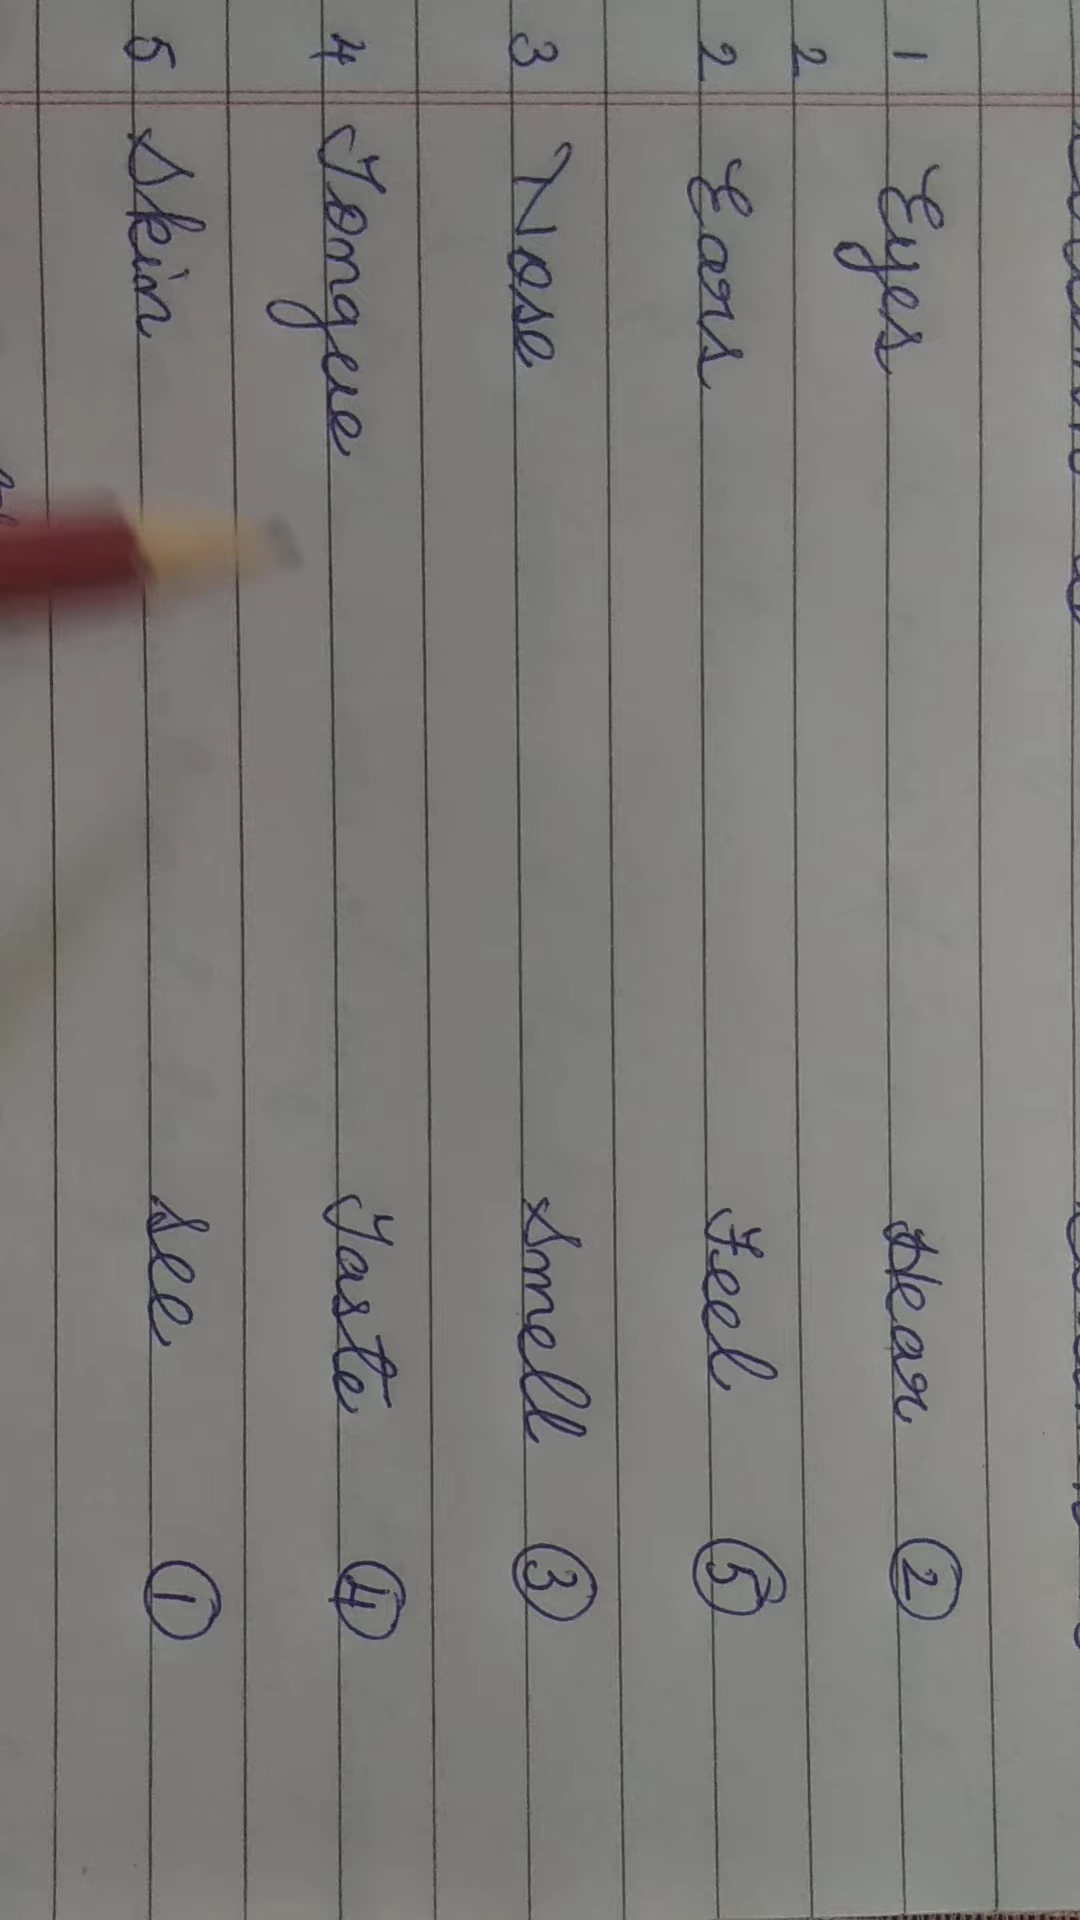 1 Eyes Hear 2
2
2 Ears Feel 5
3 Nose Smell 3
4 Tongue Taste 4
5 Skin See 1